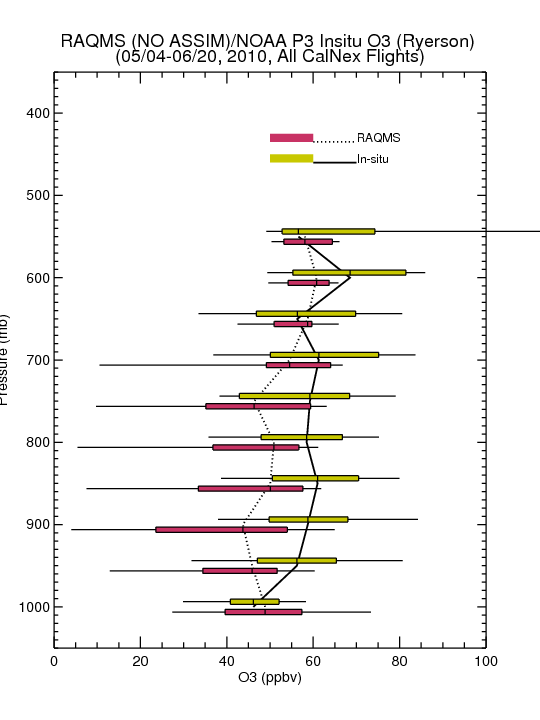 RAQMS (NO ASSIM)/NOAA P3 Insitu O3 (Ryerson)
(05/04-06/20, 2010, All CalNex Flights)
400
RAQMS
In-situ
500
600
Pressure (mb)
700
800
900
1000
0 20 40 60 80 100
O3 (ppbv)